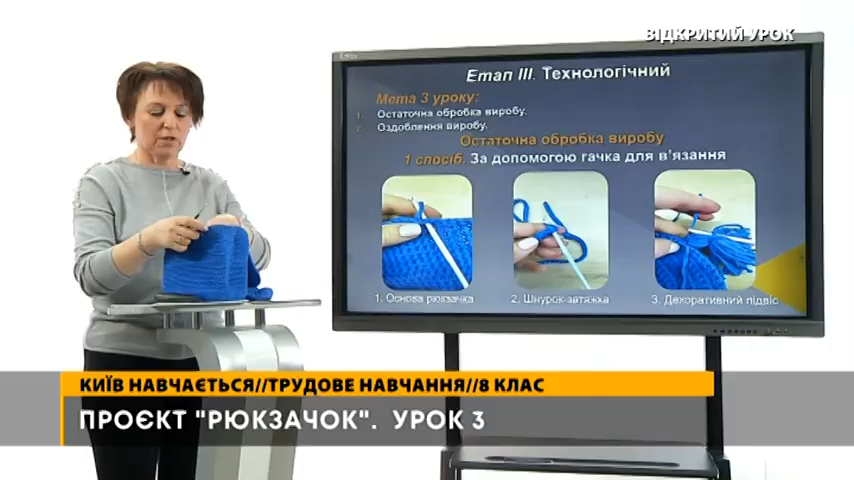 ВІДКРИТИЙ УРОК
Етап III. Технологічний
Мета 3 уроку:
1. Остаточна обробка виробу.
2. Оздоблення виробу.
Остаточна обробка виробу
1 спосіб. За допомогою гачка для в'язання
1. Основа рюкзачка
2. Шнурок-затяжка
3. Декоративний підвіс
КИЇВ НАВЧАЄТЬСЯ//ТРУДОВЕ НАВЧАННЯ//8 КЛАС
ПРОЄКТ "РЮКЗАЧОК". УРОК 3